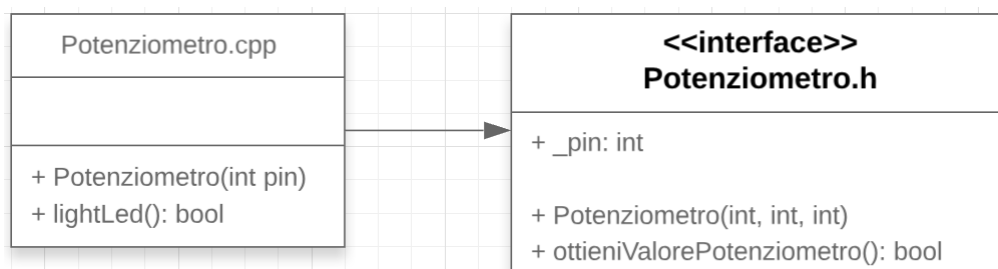 Potenziometro.cpp
+ Potenziometro(int pin)
+ lightLed(): bool
<<interface>>
Potenziometro.h
+ _pin: int
+ Potenziometro(int, int, int)
+ ottieniValorePotenziometro(): bool